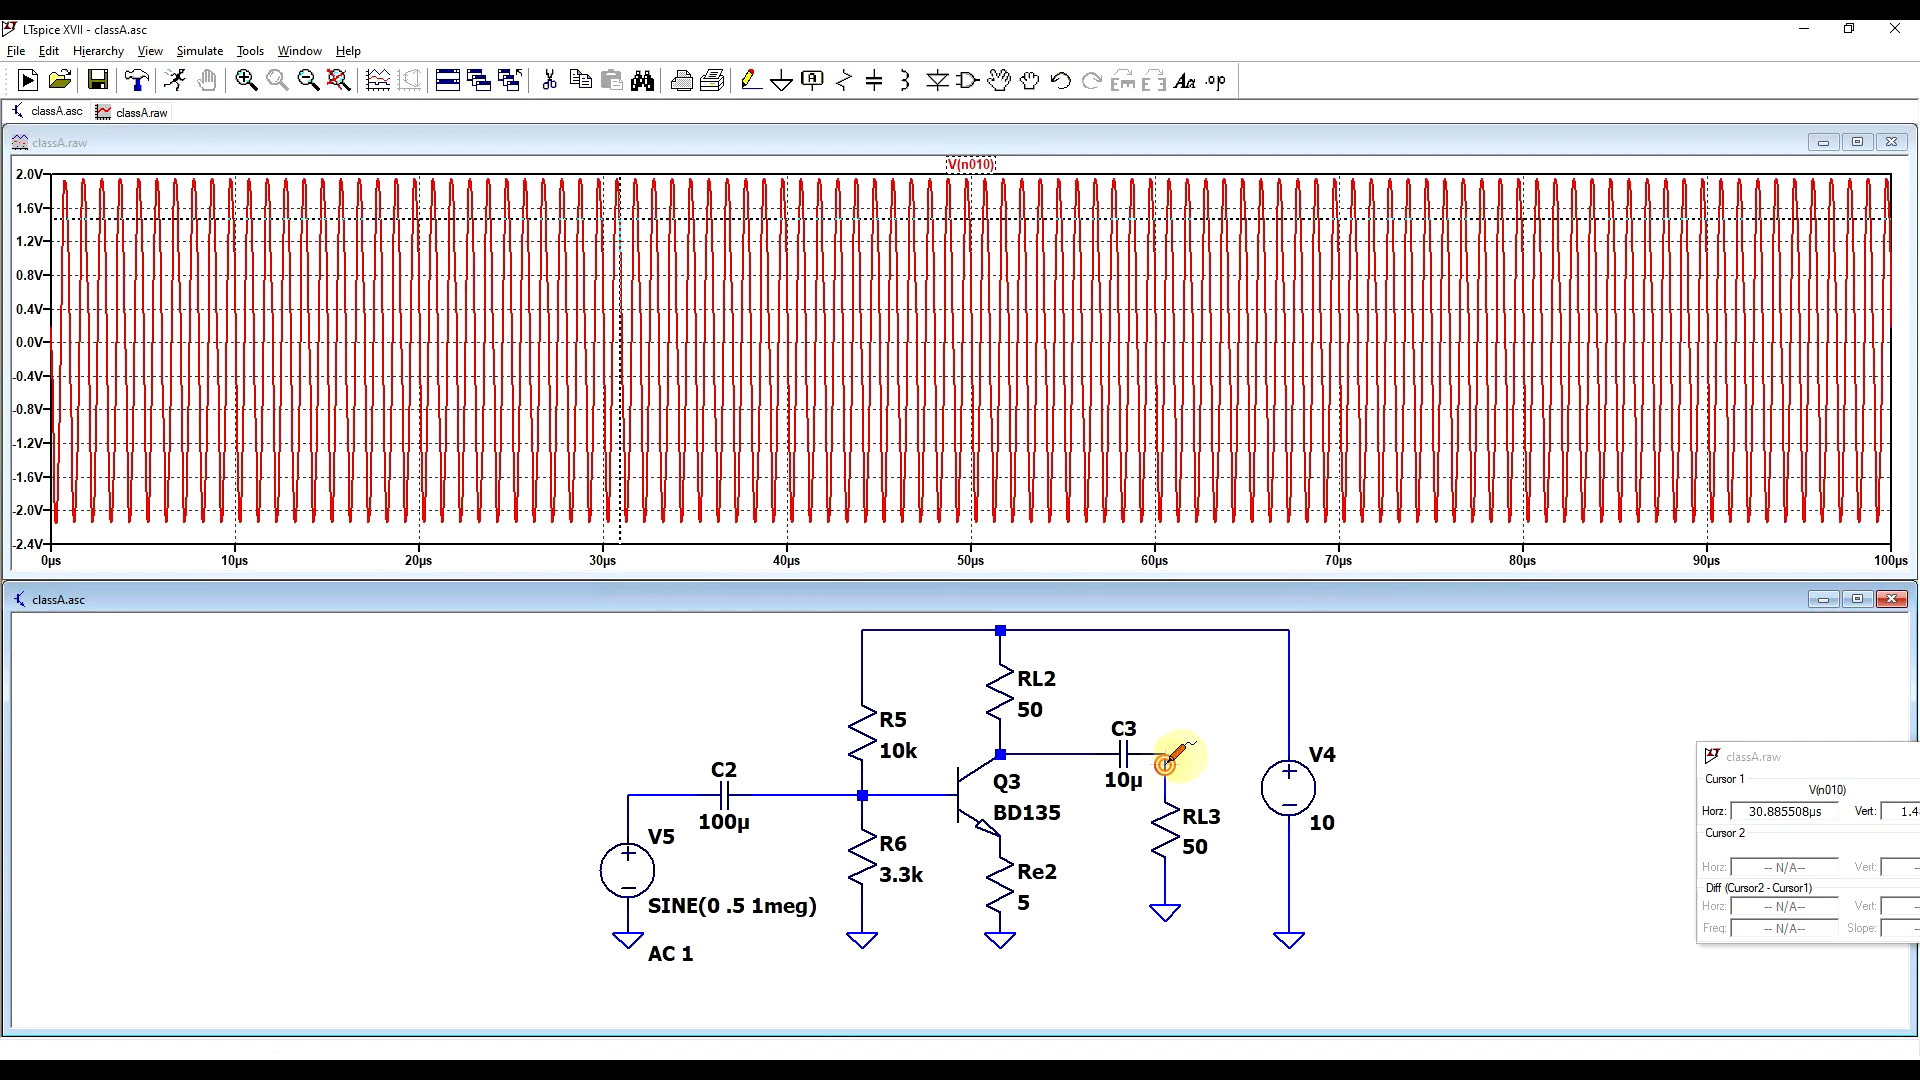 LTspice XVII - classA.asc
File Edit Hierarchy View Simulate Tools Window Help
classA.asc classA.raw
classA.raw
V(n010)
2.0V
1.6V
1.2V
0.8V
0.4V
0.0V
-0.4V
-0.8V
-1.2V
-1.6V
-2.0V
-2.4V
0µs 10µs 20µs 30µs 40µs 50µs 60µs 70µs 80µs 90µs 100µs
classA.asc
RL2
50
R5
10k
C3
10µ
C2
100µ
Q3
BD135
V4
10
V5
R6
3.3k
Re2
5
RL3
50
SINE(0 .5 1meg)
AC 1
classA.raw
Cursor 1
V(n010)
Horz: 30.885508µs Vert: 1.4
Cursor 2
Horz: -- N/A-- Vert:
Diff (Cursor2 - Cursor1)
Horz: -- N/A-- Vert:
Freq: -- N/A-- Slope: